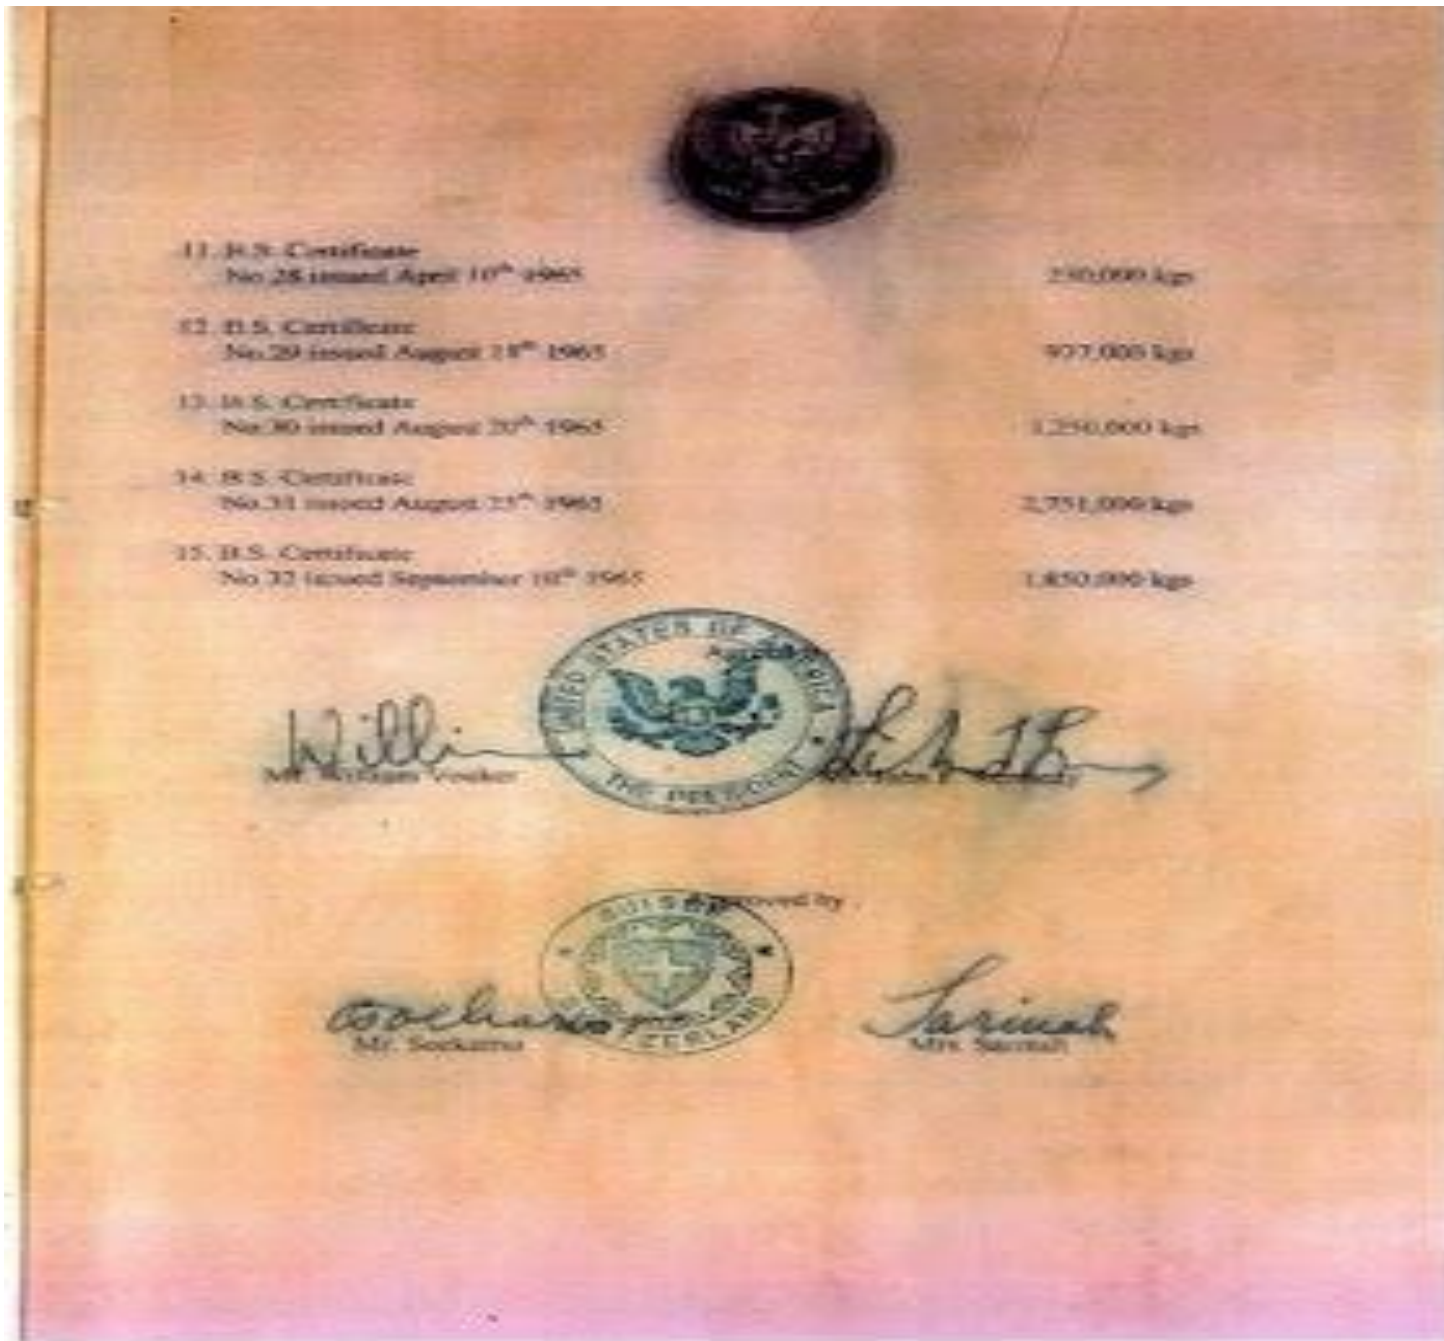 11. B.S. Certificate
No.28 issued April 10th 1965
250,000 kgs
12. B.S. Certificate
No.29 issued August 18th 1965
977,000 kgs
13. B.S. Certificate
No.30 issued August 20th 1965
1,250,000 kgs
14. B.S. Certificate
No.31 issued August 25th 1965
2,751,000 kgs
15. B.S. Certificate
No.32 issued September 10th 1965
1,850,000 kgs
UNITED STATES OF AMERICA
THE PRESIDENT
Mr. William Vouker
Approved by
SUISSE
Mr. Soekarno
Sarinah
Mrs. Sarinah